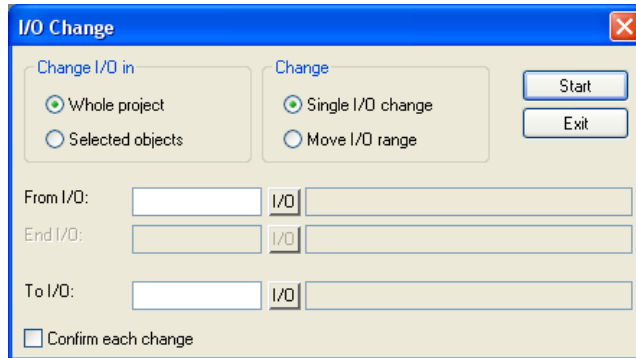 I/O Change
Change I/O in
Change
Whole project
Single I/O change
Start
Selected objects
Move I/O range
Exit
From I/O:
I/O
End I/O:
I/O
To I/O:
I/O
Confirm each change